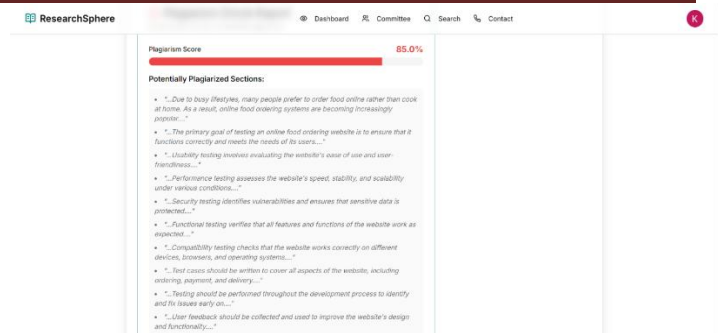 ResearchSphere
Dashboard Committee Search Contact
K
Plagiarism Score 85.0%
Potentially Plagiarized Sections:
• "...Due to busy lifestyles, many people prefer to order food online rather than cook
at home. As a result, online food ordering systems are becoming increasingly
popular...."
• "...The primary goal of testing an online food ordering website is to ensure that it
functions correctly and meets the needs of its users...."
• "...Usability testing involves evaluating the website's ease of use and user-
friendliness...."
• "...Performance testing assesses the website's speed, stability, and scalability
under various conditions...."
• "...Security testing identifies vulnerabilities and ensures that sensitive data is
protected...."
• "...Functional testing verifies that all features and functions of the website work as
expected...."
• "...Compatibility testing checks that the website works correctly on different
devices, browsers, and operating systems...."
• "...Test cases should be written to cover all aspects of the website, including
ordering, payment, and delivery...."
• "...Testing should be performed throughout the development process to identify
and fix issues early on...."
• "...User feedback should be collected and used to improve the website's design
and functionality...."